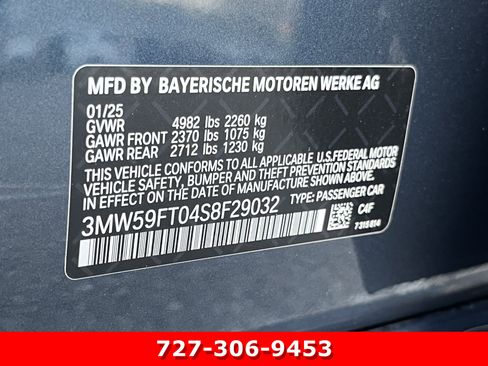 MFD BY BAYERISCHE MOTOREN WERKE AG
01/25
GVWR 4982 lbs 2260 kg
GAWR FRONT 2370 lbs 1075 kg
GAWR REAR 2712 lbs 1230 kg
THIS VEHICLE CONFORMS TO ALL APPLICABLE U.S. FEDERAL MOTOR
VEHICLE SAFETY, BUMPER, AND THEFT PREVENTION STANDARDS
IN EFFECT ON THE DATE OF MANUFACTURE SHOWN ABOVE.
3MW59FT04S8F29032 TYPE: PASSENGER CAR
C4F
7315814
727-306-9453